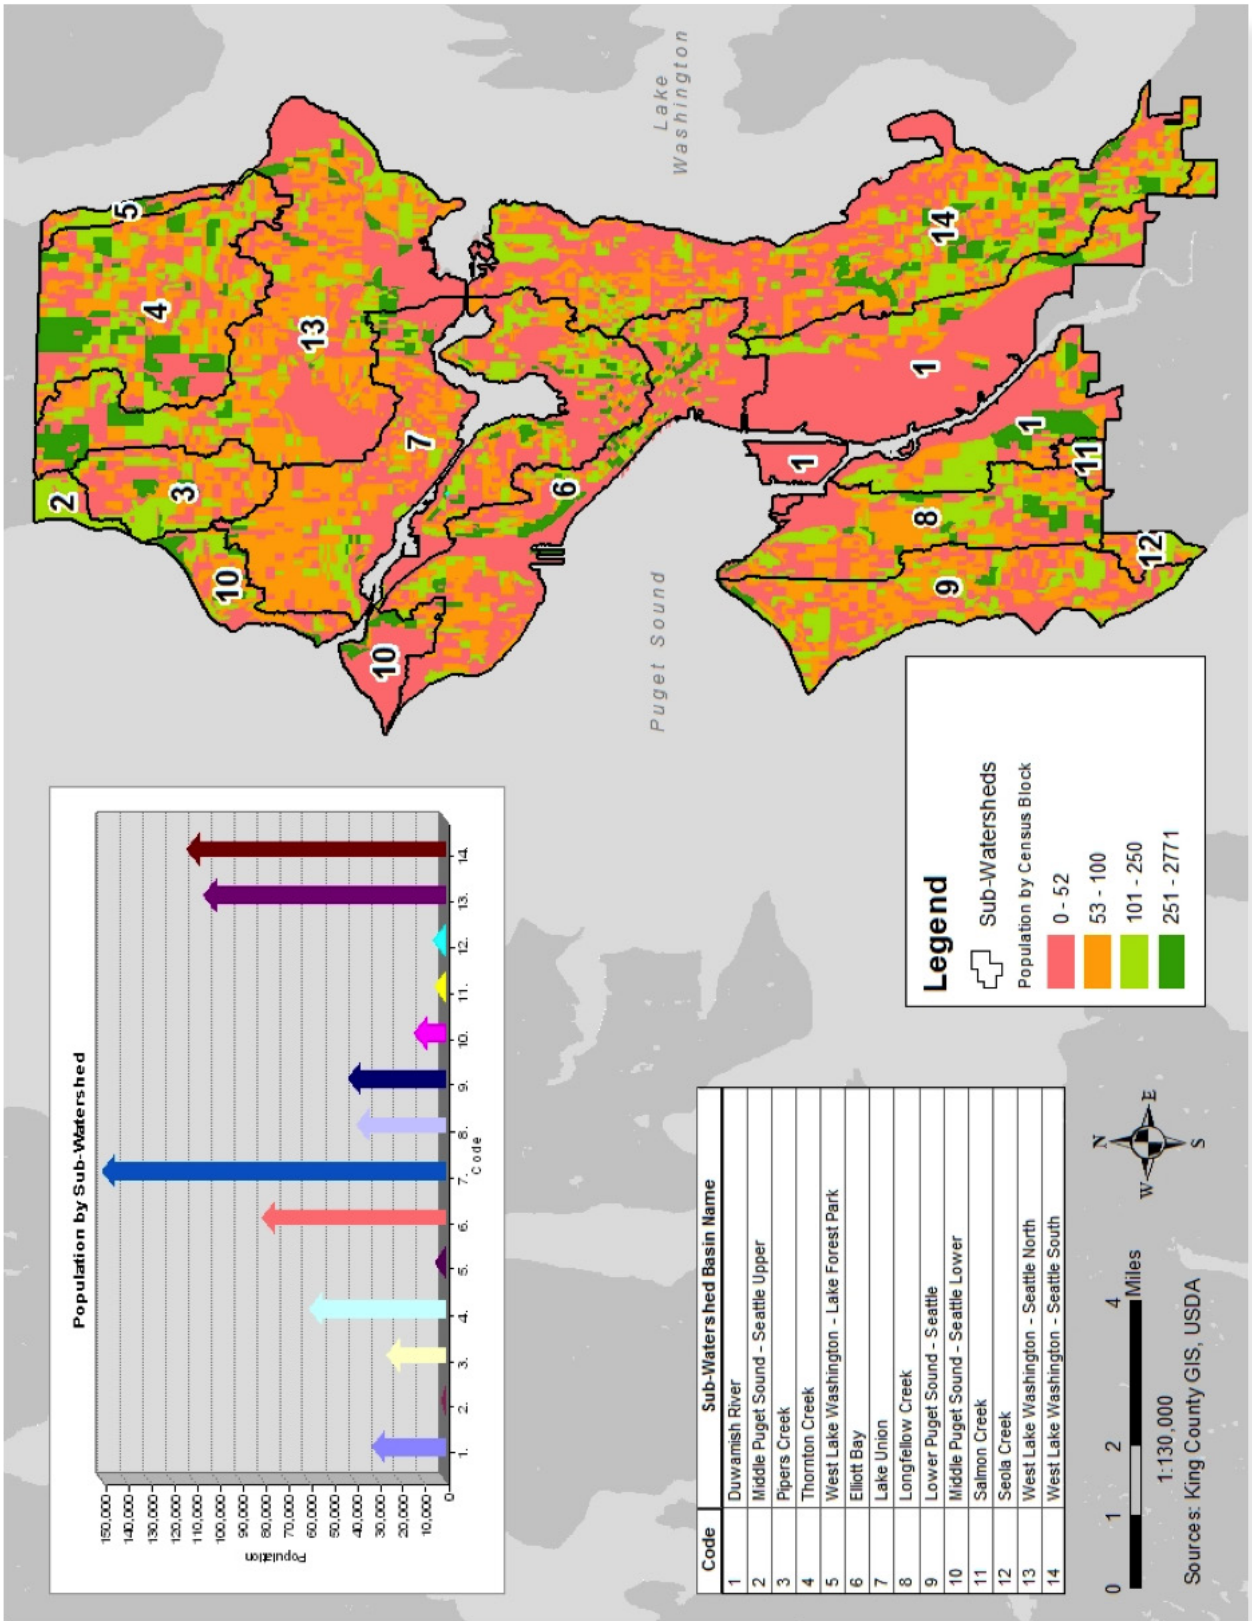 Population by Sub-Watershed
Population
150,000
140,000
130,000
120,000
110,000
100,000
90,000
80,000
70,000
60,000
50,000
40,000
30,000
20,000
10,000
0
1. 2. 3. 4. 5. 6. 7. 8. 9. 10. 11. 12. 13. 14.
Code
Code Sub-Watershed Basin Name
1 Duwamish River
2 Middle Puget Sound - Seattle Upper
3 Pipers Creek
4 Thornton Creek
5 West Lake Washington - Lake Forest Park
6 Elliott Bay
7 Lake Union
8 Longfellow Creek
9 Lower Puget Sound - Seattle
10 Middle Puget Sound - Seattle Lower
11 Salmon Creek
12 Seola Creek
13 West Lake Washington - Seattle North
14 West Lake Washington - Seattle South
0 1 2 4
Miles
1:130,000
Sources: King County GIS, USDA
N
W E
S
Legend
Sub-Watersheds
Population by Census Block
0 - 52
53 - 100
101 - 250
251 - 2771
2
5
4
3
10
13
7
10
6
Puget Sound
Lake
Washington
14
1
1
1
8
11
9
12